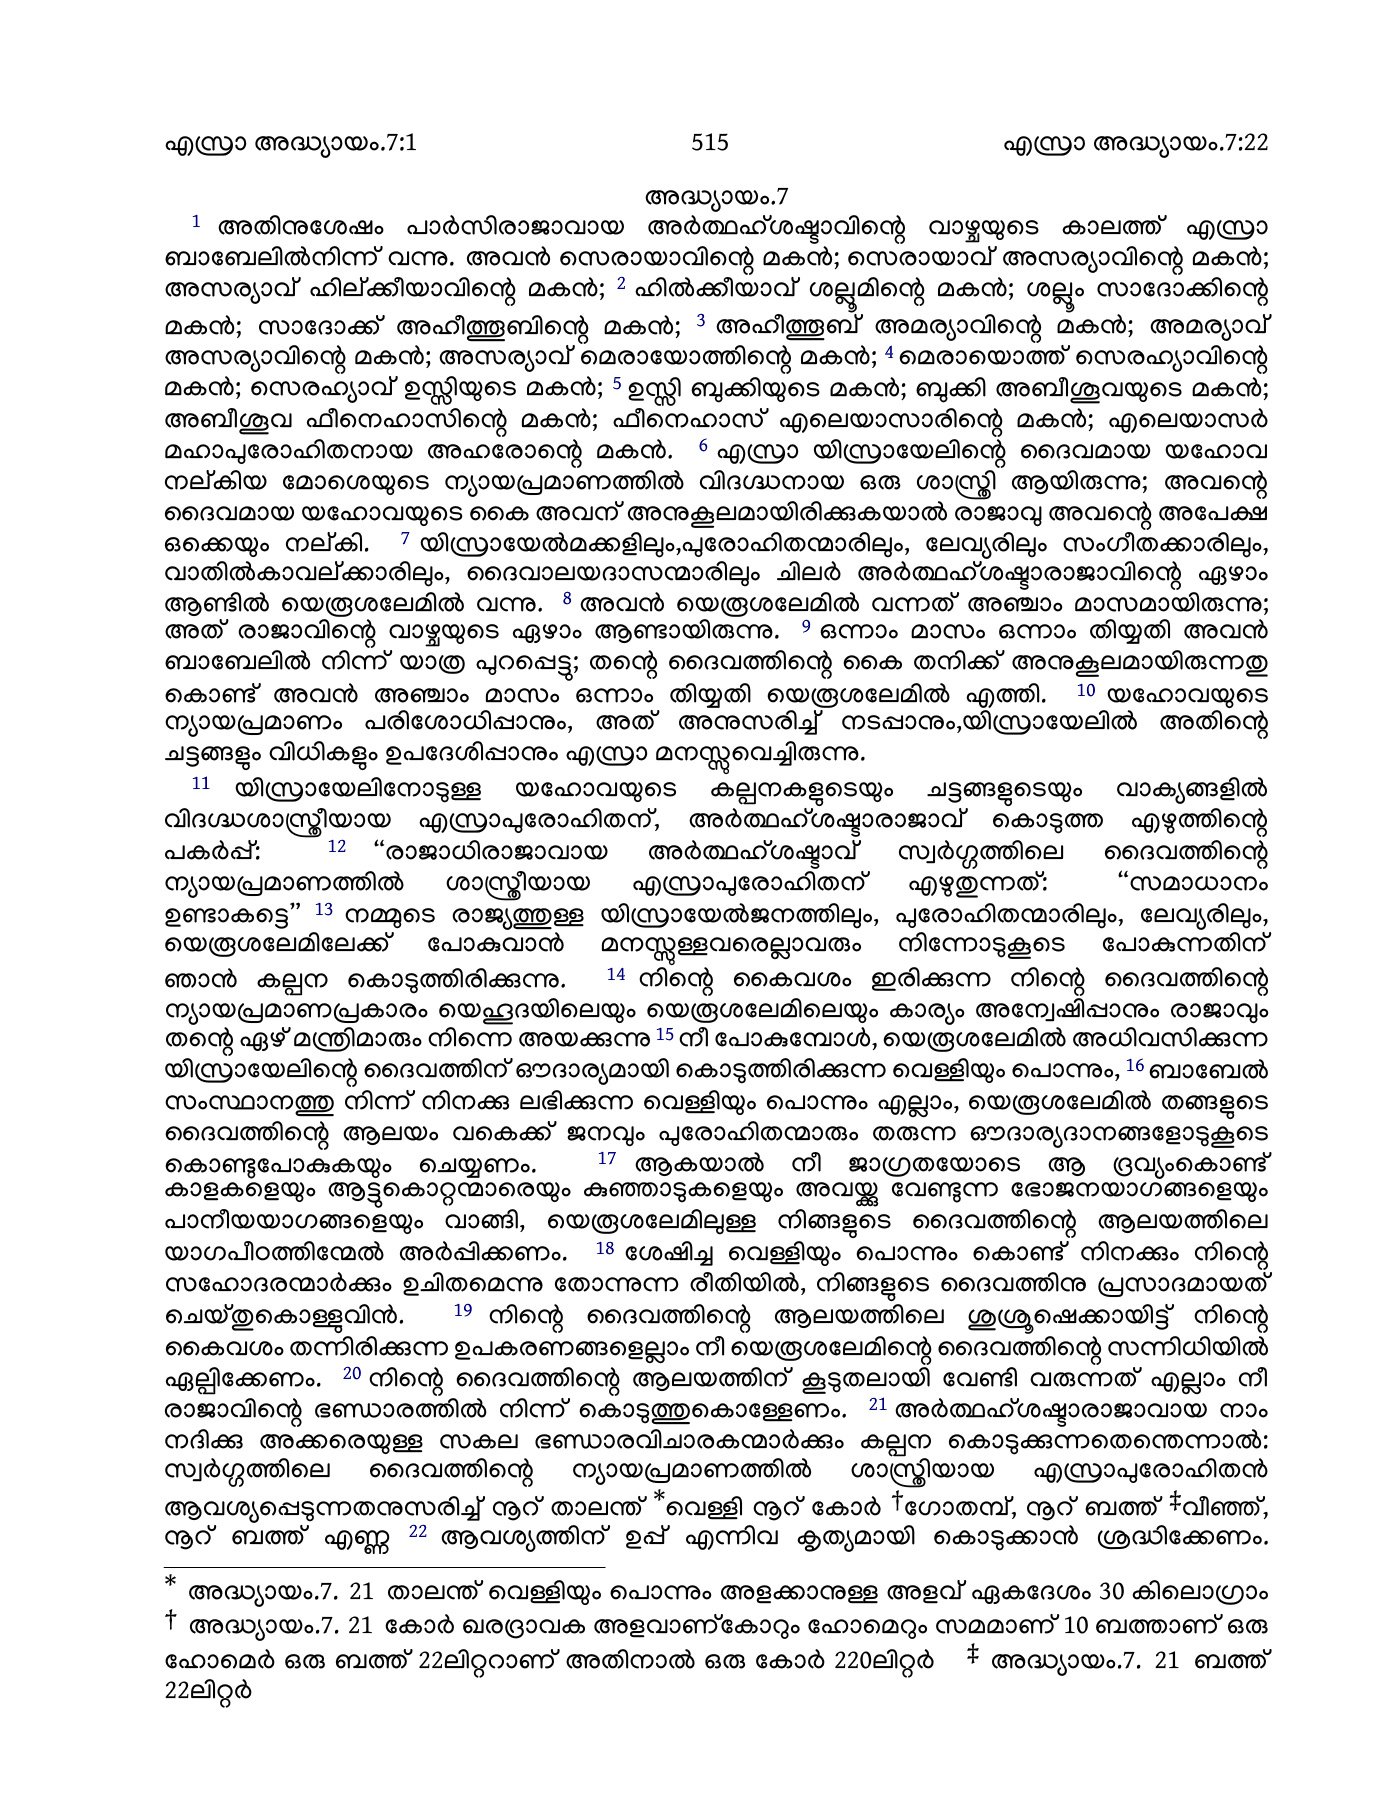 എസ്രാ അദ്ധ്യായം.7:1 515 എസ്രാ അദ്ധ്യായം.7:22
അദ്ധ്യായം.7
1 അതിനുശേഷം പാർസിരാജാവായ അർത്ഥഹ്ശഷ്ടാവിന്റെ വാഴ്ചയുടെ കാലത്ത് എസ്രാ
ബാബേലിൽനിന്ന് വന്നു. അവൻ സെരായാവിന്റെ മകൻ; സെരായാവ് അസര്യാവിന്റെ മകൻ;
അസര്യാവ് ഹില്ക്കീയാവിന്റെ മകൻ; 2 ഹിൽക്കീയാവ് ശല്ലൂമിന്റെ മകൻ; ശല്ലൂം സാദോക്കിന്റെ
മകൻ; സാദോക്ക് അഹീത്തൂബിന്റെ മകൻ; 3 അഹീത്തൂബ് അമര്യാവിന്റെ മകൻ; അമര്യാവ്
അസര്യാവിന്റെ മകൻ; അസര്യാവ് മെരായോത്തിന്റെ മകൻ; 4 മെരായൊത്ത് സെരഹ്യാവിന്റെ
മകൻ; സെരഹ്യാവ് ഉസ്സിയുടെ മകൻ; 5 ഉസ്സി ബുക്കിയുടെ മകൻ; ബുക്കി അബീശൂവയുടെ മകൻ;
അബീശൂവ ഫീനെഹാസിന്റെ മകൻ; ഫീനെഹാസ് എലെയാസാരിന്റെ മകൻ; എലെയാസർ
മഹാപുരോഹിതനായ അഹരോന്റെ മകൻ. 6 എസ്രാ യിസ്രായേലിന്റെ ദൈവമായ യഹോവ
നല്കിയ മോശെയുടെ ന്യായപ്രമാണത്തിൽ വിദഗ്ദ്ധനായ ഒരു ശാസ്ത്രി ആയിരുന്നു; അവന്റെ
ദൈവമായ യഹോവയുടെ കൈ അവന് അനുകൂലമായിരിക്കുകയാൽ രാജാവു അവന്റെ അപേക്ഷ
ഒക്കെയും നല്കി. 7 യിസ്രായേൽമക്കളിലും,പുരോഹിതന്മാരിലും, ലേവ്യരിലും സംഗീതക്കാരിലും,
വാതിൽകാവല്ക്കാരിലും, ദൈവാലയദാസന്മാരിലും ചിലർ അർത്ഥഹ്ശഷ്ടാരാജാവിന്റെ ഏഴാം
ആണ്ടിൽ യെരൂശലേമിൽ വന്നു. 8 അവൻ യെരൂശലേമിൽ വന്നത് അഞ്ചാം മാസമായിരുന്നു;
അത് രാജാവിന്റെ വാഴ്ചയുടെ ഏഴാം ആണ്ടായിരുന്നു. 9 ഒന്നാം മാസം ഒന്നാം തിയ്യതി അവൻ
ബാബേലിൽ നിന്ന് യാത്ര പുറപ്പെട്ടു; തന്റെ ദൈവത്തിന്റെ കൈ തനിക്ക് അനുകൂലമായിരുന്നതു
കൊണ്ട് അവൻ അഞ്ചാം മാസം ഒന്നാം തിയ്യതി യെരൂശലേമിൽ എത്തി. 10 യഹോവയുടെ
ന്യായപ്രമാണം പരിശോധിപ്പാനും, അത് അനുസരിച്ച് നടപ്പാനും,യിസ്രായേലിൽ അതിന്റെ
ചട്ടങ്ങളും വിധികളും ഉപദേശിപ്പാനും എസ്രാ മനസ്സുവെച്ചിരുന്നു.
11 യിസ്രായേലിനോടുള്ള യഹോവയുടെ കല്പനകളുടെയും ചട്ടങ്ങളുടെയും വാക്യങ്ങളിൽ
വിദഗ്ദ്ധശാസ്ത്രീയായ എസ്രാപുരോഹിതന്, അർത്ഥഹ്ശഷ്ടാരാജാവ് കൊടുത്ത എഴുത്തിന്റെ
പകർപ്പ്: 12 “രാജാധിരാജാവായ അർത്ഥഹ്ശഷ്ടാവ് സ്വർഗ്ഗത്തിലെ ദൈവത്തിന്റെ
ന്യായപ്രമാണത്തിൽ ശാസ്ത്രീയായ എസ്രാപുരോഹിതന് എഴുതുന്നത്: “സമാധാനം
ഉണ്ടാകട്ടെ” 13 നമ്മുടെ രാജ്യത്തുള്ള യിസ്രായേൽജനത്തിലും, പുരോഹിതന്മാരിലും, ലേവ്യരിലും,
യെരൂശലേമിലേക്ക് പോകുവാൻ മനസ്സുള്ളവരെല്ലാവരും നിന്നോടുകൂടെ പോകുന്നതിന്
ഞാൻ കല്പന കൊടുത്തിരിക്കുന്നു. 14 നിന്റെ കൈവശം ഇരിക്കുന്ന നിന്റെ ദൈവത്തിന്റെ
ന്യായപ്രമാണപ്രകാരം യെഹൂദയിലെയും യെരൂശലേമിലെയും കാര്യം അന്വേഷിപ്പാനും രാജാവും
തന്റെ ഏഴ് മന്ത്രിമാരും നിന്നെ അയക്കുന്നു 15 നീ പോകുമ്പോൾ, യെരൂശലേമിൽ അധിവസിക്കുന്ന
യിസ്രായേലിന്റെ ദൈവത്തിന് ഔദാര്യമായി കൊടുത്തിരിക്കുന്ന വെള്ളിയും പൊന്നും, 16 ബാബേൽ
സംസ്ഥാനത്തു നിന്ന് നിനക്കു ലഭിക്കുന്ന വെള്ളിയും പൊന്നും എല്ലാം, യെരൂശലേമിൽ തങ്ങളുടെ
ദൈവത്തിന്റെ ആലയം വകെക്ക് ജനവും പുരോഹിതന്മാരും തരുന്ന ഔദാര്യദാനങ്ങളോടുകൂടെ
കൊണ്ടുപോകുകയും ചെയ്യണം. 17 ആകയാൽ നീ ജാഗ്രതയോടെ ആ ദ്രവ്യംകൊണ്ട്
കാളകളെയും ആട്ടുകൊറ്റന്മാരെയും കുഞ്ഞാടുകളെയും അവയ്ക്കു വേണ്ടുന്ന ഭോജനയാഗങ്ങളെയും
പാനീയയാഗങ്ങളെയും വാങ്ങി, യെരൂശലേമിലുള്ള നിങ്ങളുടെ ദൈവത്തിന്റെ ആലയത്തിലെ
യാഗപീഠത്തിന്മേൽ അർപ്പിക്കണം. 18 ശേഷിച്ച വെള്ളിയും പൊന്നും കൊണ്ട് നിനക്കും നിന്റെ
സഹോദരന്മാർക്കും ഉചിതമെന്നു തോന്നുന്ന രീതിയിൽ, നിങ്ങളുടെ ദൈവത്തിനു പ്രസാദമായത്
ചെയ്തുകൊള്ളുവിൻ. 19 നിന്റെ ദൈവത്തിന്റെ ആലയത്തിലെ ശുശ്രൂഷെക്കായിട്ട് നിന്റെ
കൈവശം തന്നിരിക്കുന്ന ഉപകരണങ്ങളെല്ലാം നീ യെരൂശലേമിന്റെ ദൈവത്തിന്റെ സന്നിധിയിൽ
ഏല്പിക്കേണം. 20 നിന്റെ ദൈവത്തിന്റെ ആലയത്തിന് കൂടുതലായി വേണ്ടി വരുന്നത് എല്ലാം നീ
രാജാവിന്റെ ഭണ്ഡാരത്തിൽ നിന്ന് കൊടുത്തുകൊള്ളേണം. 21 അർത്ഥഹ്ശഷ്ടാരാജാവായ നാം
നദിക്കു അക്കരെയുള്ള സകല ഭണ്ഡാരവിചാരകന്മാർക്കും കല്പന കൊടുക്കുന്നതെന്തെന്നാൽ:
സ്വർഗ്ഗത്തിലെ ദൈവത്തിന്റെ ന്യായപ്രമാണത്തിൽ ശാസ്ത്രിയായ എസ്രാപുരോഹിതൻ
ആവശ്യപ്പെടുന്നതനുസരിച്ച് നൂറ് താലന്ത് *വെള്ളി നൂറ് കോർ †ഗോതമ്പ്, നൂറ് ബത്ത് ‡വീഞ്ഞ്,
നൂറ് ബത്ത് എണ്ണ 22 ആവശ്യത്തിന് ഉപ്പ് എന്നിവ കൃത്യമായി കൊടുക്കാൻ ശ്രദ്ധിക്കേണം.
* അദ്ധ്യായം.7. 21 താലന്ത് വെള്ളിയും പൊന്നും അളക്കാനുള്ള അളവ് ഏകദേശം 30 കിലൊഗ്രാം
† അദ്ധ്യായം.7. 21 കോർ ഖരദ്രാവക അളവാണ്കോറും ഹോമെറും സമമാണ് 10 ബത്താണ് ഒരു
ഹോമെർ ഒരു ബത്ത് 22ലിറ്ററാണ് അതിനാൽ ഒരു കോർ 220ലിറ്റർ ‡ അദ്ധ്യായം.7. 21 ബത്ത്
22ലിറ്റർ